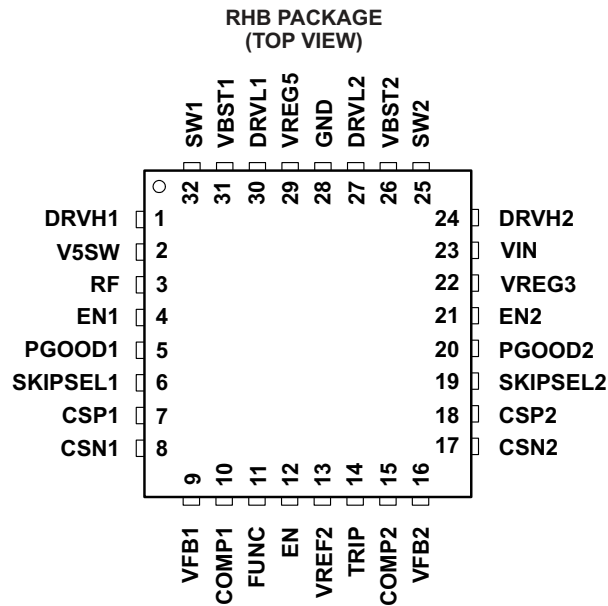 RHB PACKAGE
(TOP VIEW)
SW1
VBST1
DRVL1
VREG5
GND
DRVL2
VBST2
SW2
32
31
30
29
28
27
26
25
DRVH1 1
V5SW 2
RF 3
EN1 4
PGOOD1 5
SKIPSEL1 6
CSP1 7
CSN1 8
24 DRVH2
23 VIN
22 VREG3
21 EN2
20 PGOOD2
19 SKIPSEL2
18 CSP2
17 CSN2
9
10
11
12
13
14
15
16
VFB1
COMP1
FUNC
EN
VREF2
TRIP
COMP2
VFB2